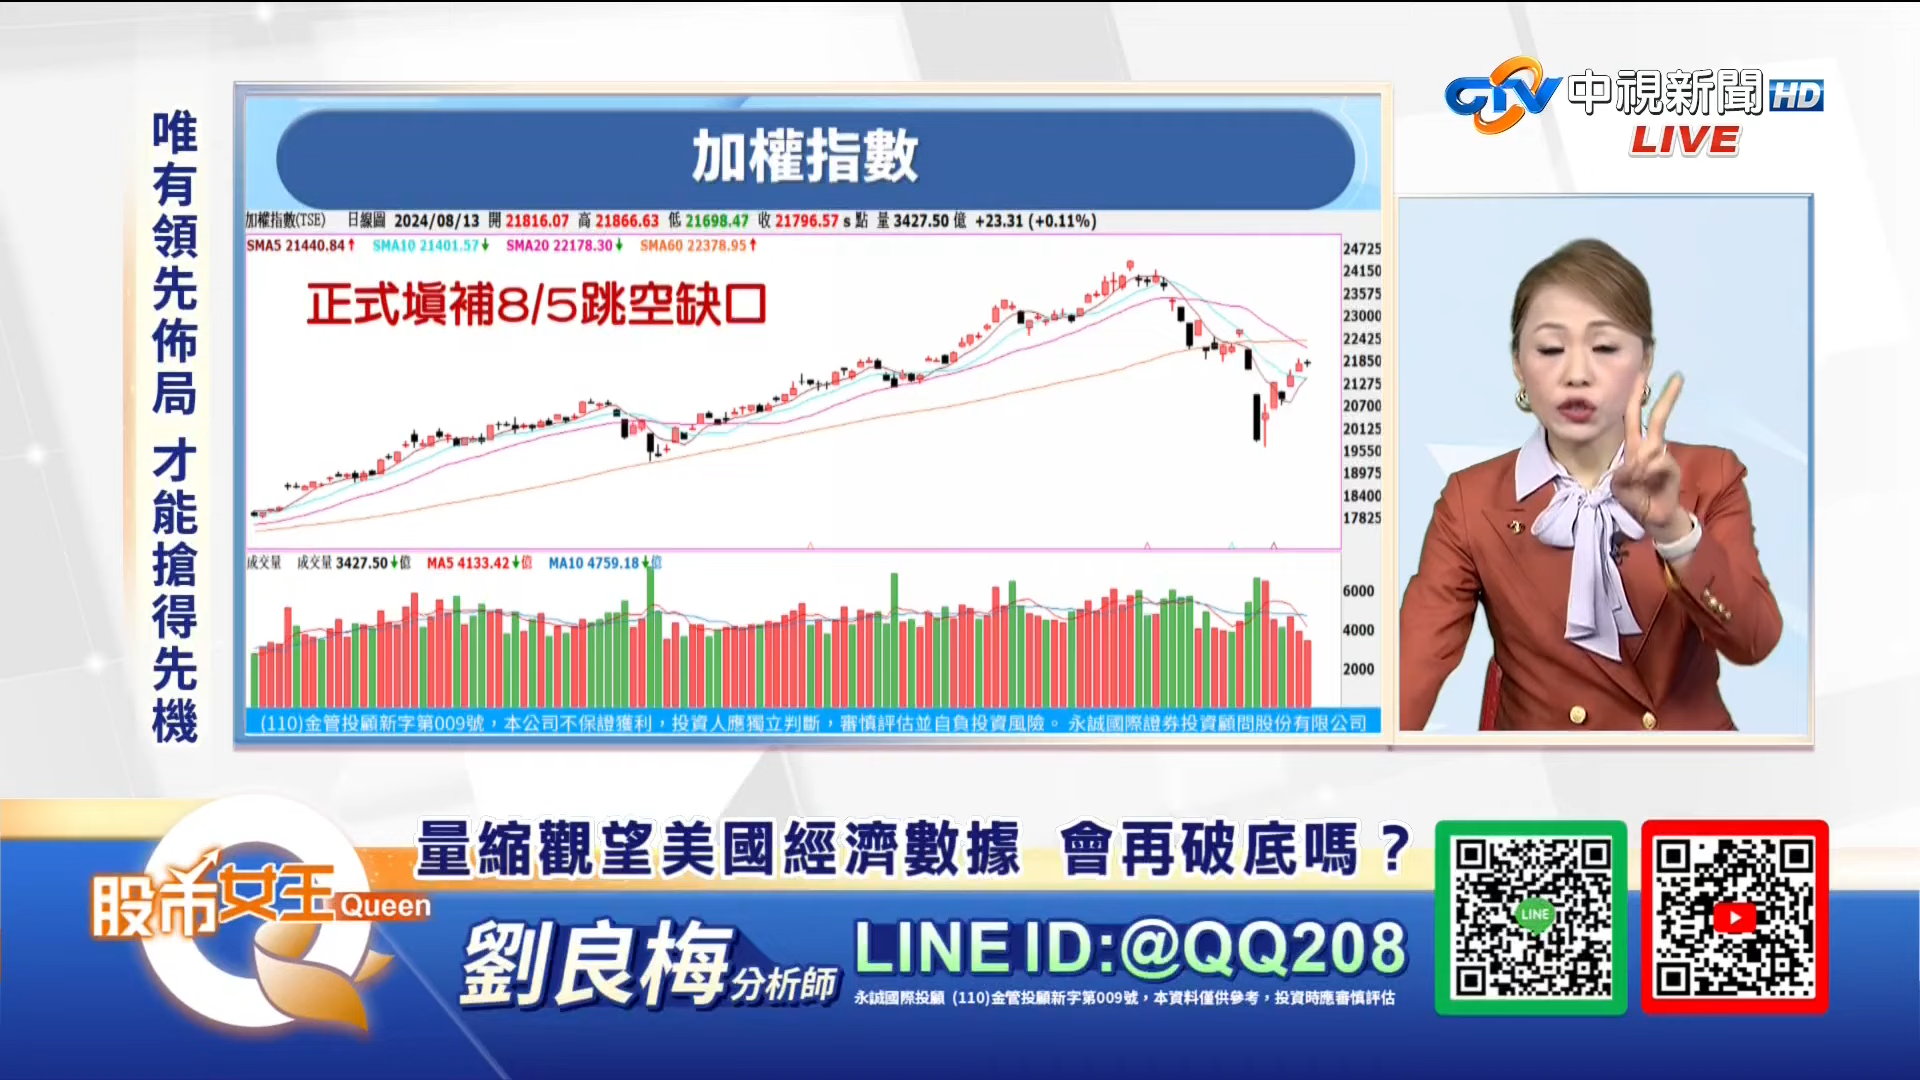 唯有領先佈局 才能搶得先機
CTV 中視新聞 HD
LIVE
加權指數
加權指數(TSE) 日線圖 2024/08/13 開 21816.07 高 21866.63 低 21698.47 收 21796.57 s 點 量 3427.50 億 +23.31 (+0.11%)
SMA5 21440.84↑ SMA10 21401.57↓ SMA20 22178.30↓ SMA60 22378.95↑
正式填補8/5跳空缺口
24725
24150
23575
23000
22425
21850
21275
20700
20125
19550
18975
18400
17825
成交量 成交量 3427.50↓億 MA5 4133.42↓億 MA10 4759.18↓億
6000
4000
2000
(110)金管投顧新字第009號，本公司不保證獲利，投資人應獨立判斷，審慎評估並自負投資風險。 永誠國際證券投資顧問股份有限公司
量縮觀望美國經濟數據 會再破底嗎？
股市女王Queen
劉良梅分析師
LINE ID:@QQ208
永誠國際投顧 (110)金管投顧新字第009號，本資料僅供參考，投資時應審慎評估
LINE